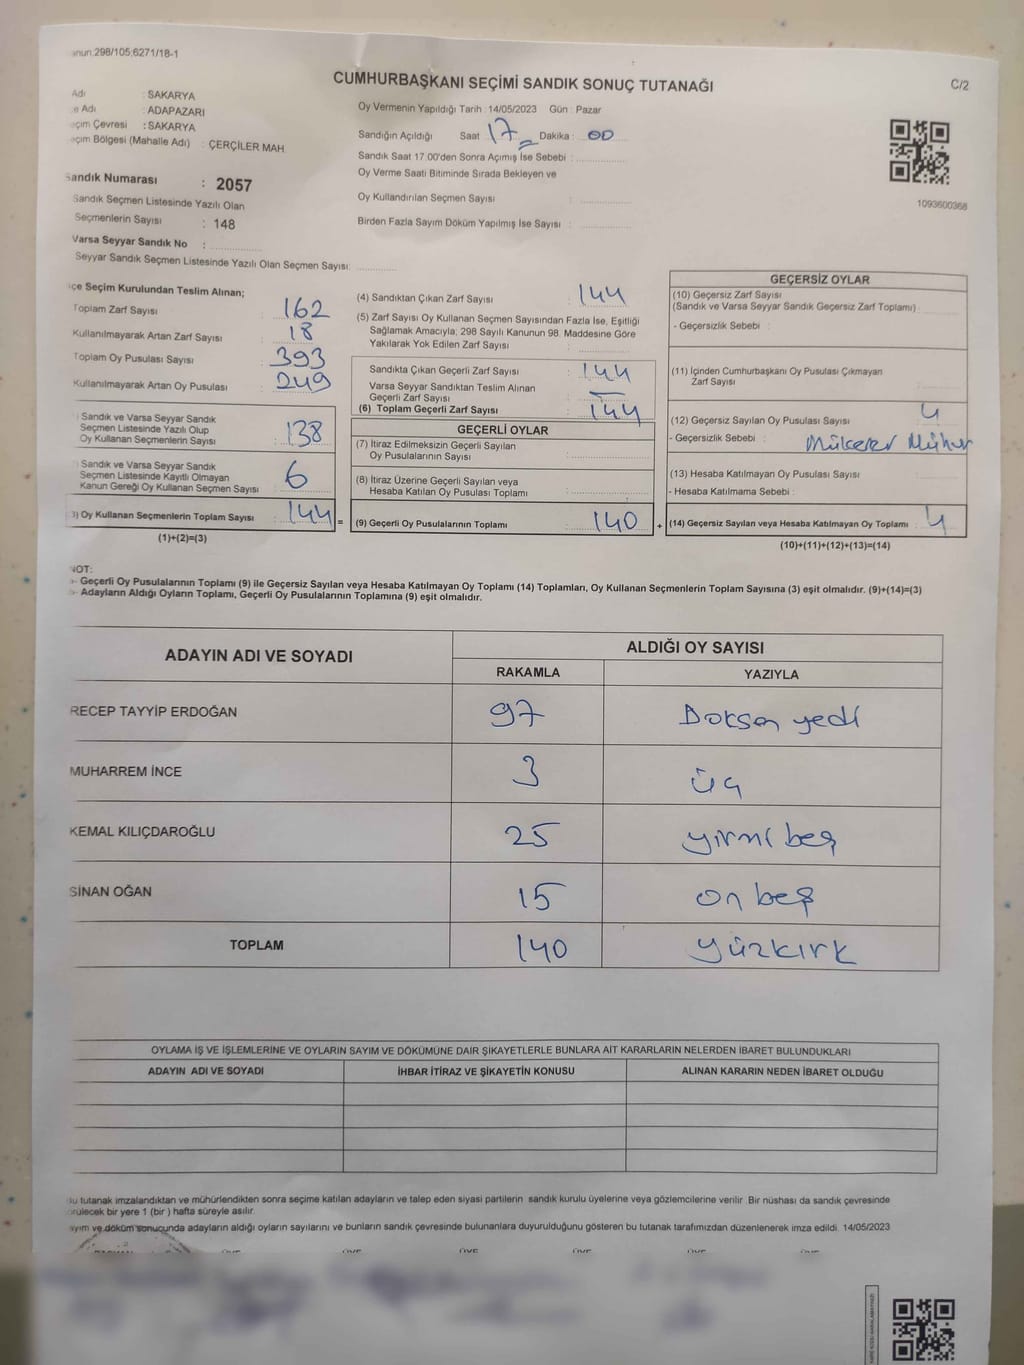 298/105;6271/18-1
CUMHURBAŞKANI SEÇİMİ SANDIK SONUÇ TUTANAĞI
C/2
Adı : SAKARYA
Adı : ADAPAZARI
Çevresi : SAKARYA
Bölgesi (Mahalle Adı) : ÇERÇİLER MAH.
Sandık Numarası : 2057
Sandık Seçmen Listesinde Yazılı Olan
Seçmenlerin Sayısı : 148
Varsa Seyyar Sandık No :
Seyyar Sandık Seçmen Listesinde Yazılı Olan Seçmen Sayısı:
Oy Vermenin Yapıldığı Tarih : 14/05/2023 Gün : Pazar
Sandığın Açıldığı Saat : 17 Dakika : 00
Sandık Saat 17.00'den Sonra Açımış İse Sebebi :
Oy Verme Saati Bitiminde Sırada Bekleyen ve
Oy Kullandırılan Seçmen Sayısı :
Birden Fazla Sayım Döküm Yapılmış İse Sayısı :
1093600368
Seçim Kurulundan Teslim Alınan;
Toplam Zarf Sayısı : 162
Kullanılmayarak Artan Zarf Sayısı : 18
Toplam Oy Pusulası Sayısı : 393
Kullanılmayarak Artan Oy Pusulası : 249
Sandık ve Varsa Seyyar Sandık
Seçmen Listesinde Yazılı Olup
Oy Kullanan Seçmenlerin Sayısı : 138
Sandık ve Varsa Seyyar Sandık
Seçmen Listesinde Kayıtlı Olmayan
Kanun Gereği Oy Kullanan Seçmen Sayısı : 6
3) Oy Kullanan Seçmenlerin Toplam Sayısı : 144 =
(1)+(2)=(3)
(4) Sandıktan Çıkan Zarf Sayısı : 144
(5) Zarf Sayısı Oy Kullanan Seçmen Sayısından Fazla İse, Eşitliği
Sağlamak Amacıyla; 298 Sayılı Kanunun 98. Maddesine Göre
Yakılarak Yok Edilen Zarf Sayısı :
Sandıkta Çıkan Geçerli Zarf Sayısı : 144
Varsa Seyyar Sandıktan Teslim Alınan
Geçerli Zarf Sayısı : —
(6) Toplam Geçerli Zarf Sayısı : 144
GEÇERLİ OYLAR
(7) İtiraz Edilmeksizin Geçerli Sayılan
Oy Pusulalarının Sayısı :
(8) İtiraz Üzerine Geçerli Sayılan veya
Hesaba Katılan Oy Pusulası Toplamı :
(9) Geçerli Oy Pusulalarının Toplamı : 140 +
GEÇERSİZ OYLAR
(10) Geçersiz Zarf Sayısı
(Sandık ve Varsa Seyyar Sandık Geçersiz Zarf Toplamı) :
- Geçersizlik Sebebi :
(11) İçinden Cumhurbaşkanı Oy Pusulası Çıkmayan
Zarf Sayısı :
(12) Geçersiz Sayılan Oy Pusulası Sayısı : 4
- Geçersizlik Sebebi : Mükerer Mühür
(13) Hesaba Katılmayan Oy Pusulası Sayısı :
- Hesaba Katılmama Sebebi :
(14) Geçersiz Sayılan veya Hesaba Katılmayan Oy Toplamı : 4
(10)+(11)+(12)+(13)=(14)
NOT:
Geçerli Oy Pusulalarının Toplamı (9) ile Geçersiz Sayılan veya Hesaba Katılmayan Oy Toplamı (14) Toplamları, Oy Kullanan Seçmenlerin Toplam Sayısına (3) eşit olmalıdır. (9)+(14)=(3)
Adayların Aldığı Oyların Toplamı, Geçerli Oy Pusulalarının Toplamına (9) eşit olmalıdır.
ADAYIN ADI VE SOYADI ALDIĞI OY SAYISI
RAKAMLA YAZIYLA
RECEP TAYYİP ERDOĞAN 97 Doksan yedi
MUHARREM İNCE 3 üç
KEMAL KILIÇDAROĞLU 25 yirmi beş
SİNAN OĞAN 15 on beş
TOPLAM 140 yüzkırk
OYLAMA İŞ VE İŞLEMLERİNE VE OYLARIN SAYIM VE DÖKÜMÜNE DAİR ŞİKAYETLERLE BUNLARA AİT KARARLARIN NELERDEN İBARET BULUNDUKLARI
ADAYIN ADI VE SOYADI İHBAR İTİRAZ VE ŞİKAYETİN KONUSU ALINAN KARARIN NEDEN İBARET OLDUĞU
tutanak imzalandıktan ve mühürlendikten sonra seçime katılan adayların ve talep eden siyasi partilerin sandık kurulu üyelerine veya gözlemcilerine verilir. Bir nüshası da sandık çevresinde
bir yere 1 (bir) hafta süreyle asılır.
ve döküm sonucunda adayların aldığı oyların sayılarını ve bunların sandık çevresinde bulunanlara duyurulduğunu gösteren bu tutanak tarafımızdan düzenlenerek imza edildi. 14/05/2023